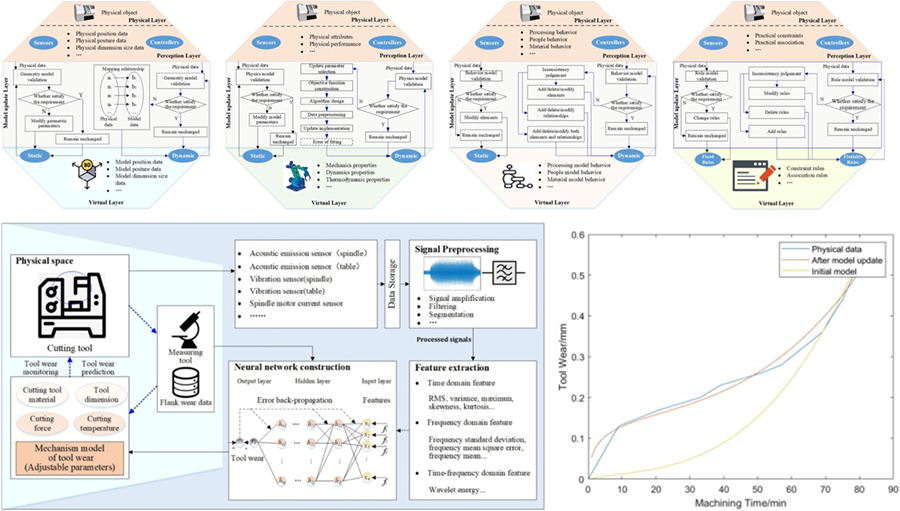 Physical object
Physical Layer
Sensors
• Physical position data
• Physical posture data
• Physical dimension size data
• ...
Controllers
Perception Layer
Model update Layer
Physical data
Geometry model validation
Whether satisfy the requirement
N
Y
Modify geometric parameters
Remain unchanged
Mapping relationship
Physical data
Model data
Physical data
Geometry model validation
Whether satisfy the requirement
N
Y
Remain unchanged
Static
Dynamic
3D
• Model position data
• Model posture data
• Model dimension size data
• ...
Virtual Layer
Physical object
Physical Layer
Sensors
• Physical attributes
• Physical performance
• ...
Controllers
Perception Layer
Model update Layer
Physical data
Physics model validation
Whether satisfy the requirement
N
Y
Modify model parameters
Remain unchanged
Update parameter selection
Objective function construction
Algorithm design
Data preprocessing
Update implementation
Error of fitting
Physical data
Physics model validation
Whether satisfy the requirement
N
Y
Remain unchanged
Static
Dynamic
• Mechanics properties
• Dynamics properties
• Thermodynamic properties
• ...
Virtual Layer
Physical object
Physical Layer
Sensors
• Processing behavior
• People behavior
• Material behavior
• ...
Controllers
Perception Layer
Model update Layer
Physical data
Behavior model validation
Whether satisfy the requirement
N
Y
Modify elements
Remain unchanged
Inconsistency judgement
Add/delete/modify elements
Add/delete/modify relationships
Add/delete/modify both elements and relationships
Physical data
Behavior model validation
Whether satisfy the requirement
N
Y
Remain unchanged
Static
Dynamic
• Processing model behavior
• People model behavior
• Material model behavior
• ...
Virtual Layer
Physical object
Physical Layer
Sensors
• Practical constraints
• Practical association
• ...
Controllers
Perception Layer
Model update Layer
Physical data
Rule model validation
Whether satisfy the requirement
N
Y
Change rules
Remain unchanged
Inconsistency judgement
Modify rules
Delete rules
Add rules
Physical data
Rule model validation
Whether satisfy the requirement
N
Y
Remain unchanged
Fixed Rules
• Constraint rules
• Association rules
• ...
Virtual Layer
Physical space
Cutting tool
Tool wear monitoring
Tool wear prediction
Cutting tool material
Tool dimension
Cutting force
Cutting temperature
Mechanism model of tool wear (Adjustable parameters)
Measuring tool
Flank wear data
• Acoustic emission sensor (spindle)
• Acoustic emission sensor (table)
• Vibration sensor(spindle)
• Vibration sensor(table)
• Spindle motor current sensor
• ......
Data Storage
Signal Preprocessing
• Signal amplification
• Filtering
• Segmentation
• ...
Processed signals
Neural network construction
Output layer
Hidden layer
Input layer
Error back-propagation
Features
Tool wear
Feature extraction
• Time domain feature
RMS, variance, maximun,
skewness, kurtosis...
• Frequency domain feature
Frequency standard deviation,
frequency mean square error,
frequency mean...
• Time-frequency domain feature
Wavelet energy...
Physical data
After model update
Initial model
Tool Wear/mm
0.6
0.5
0.4
0.3
0.2
0.1
0
0 10 20 30 40 50 60 70 80 90
Machining Time/min